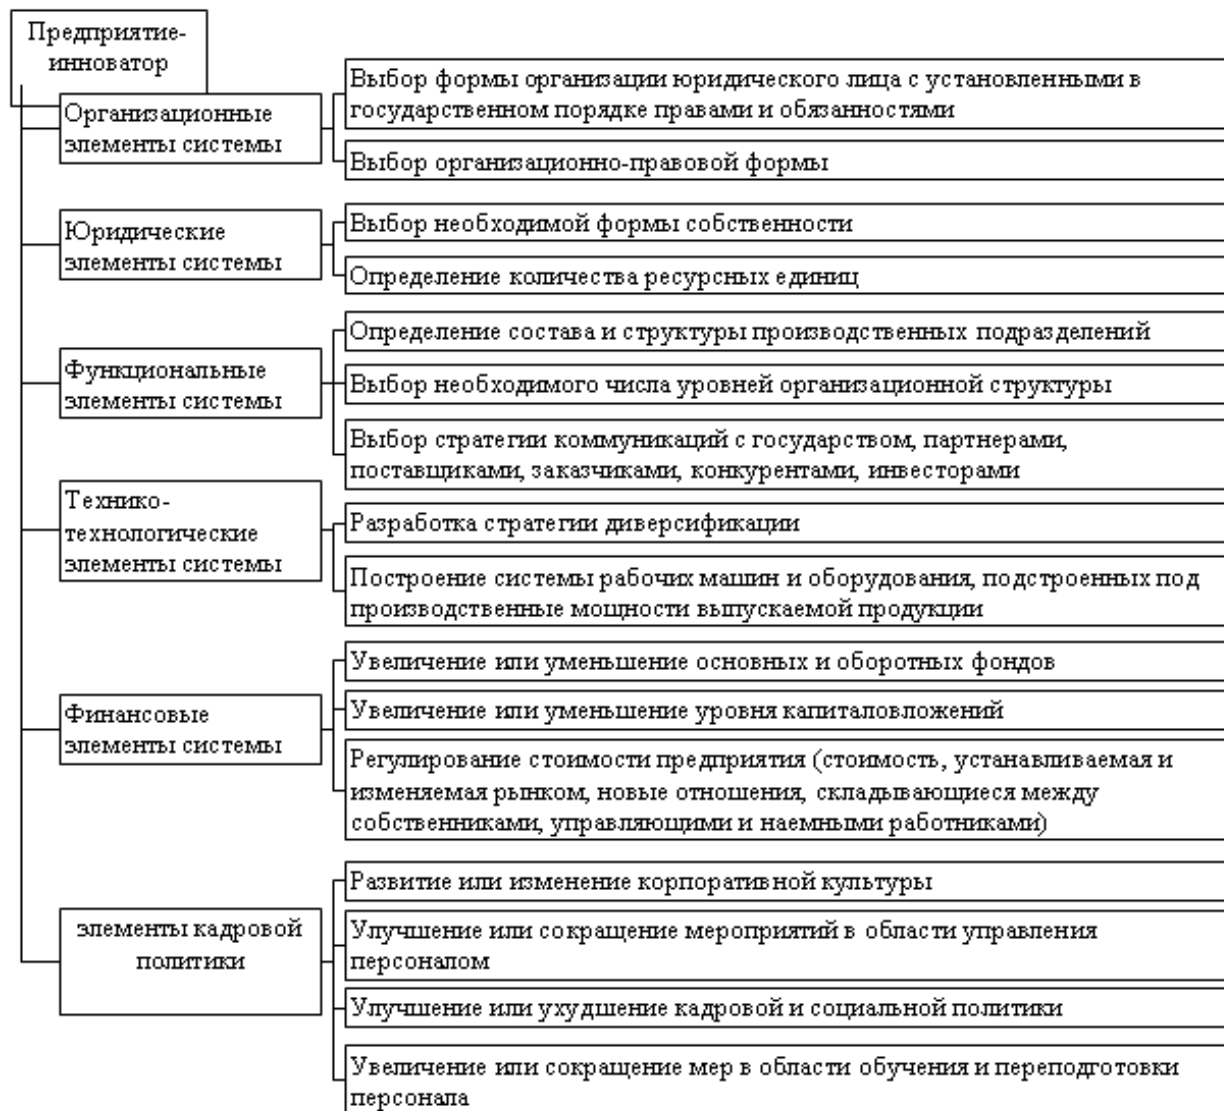 Предприятие-
инноватор
Организационные
элементы системы
Выбор формы организации юридического лица с установленными в
государственном порядке правами и обязанностями
Выбор организационно-правовой формы
Юридические
элементы системы
Выбор необходимой формы собственности
Определение количества ресурсных единиц
Функциональные
элементы системы
Определение состава и структуры производственных подразделений
Выбор необходимого числа уровней организационной структуры
Выбор стратегии коммуникаций с государством, партнерами,
поставщиками, заказчиками, конкурентами, инвесторами
Технико-
технологические
элементы системы
Разработка стратегии диверсификации
Построение системы рабочих машин и оборудования, подстроенных под
производственные мощности выпускаемой продукции
Финансовые
элементы системы
Увеличение или уменьшение основных и оборотных фондов
Увеличение или уменьшение уровня капиталовложений
Регулирование стоимости предприятия (стоимость, устанавливаемая и
изменяемая рынком, новые отношения, складывающиеся между
собственниками, управляющими и наемными работниками)
элементы кадровой
политики
Развитие или изменение корпоративной культуры
Улучшение или сокращение мероприятий в области управления
персоналом
Улучшение или ухудшение кадровой и социальной политики
Увеличение или сокращение мер в области обучения и переподготовки
персонала